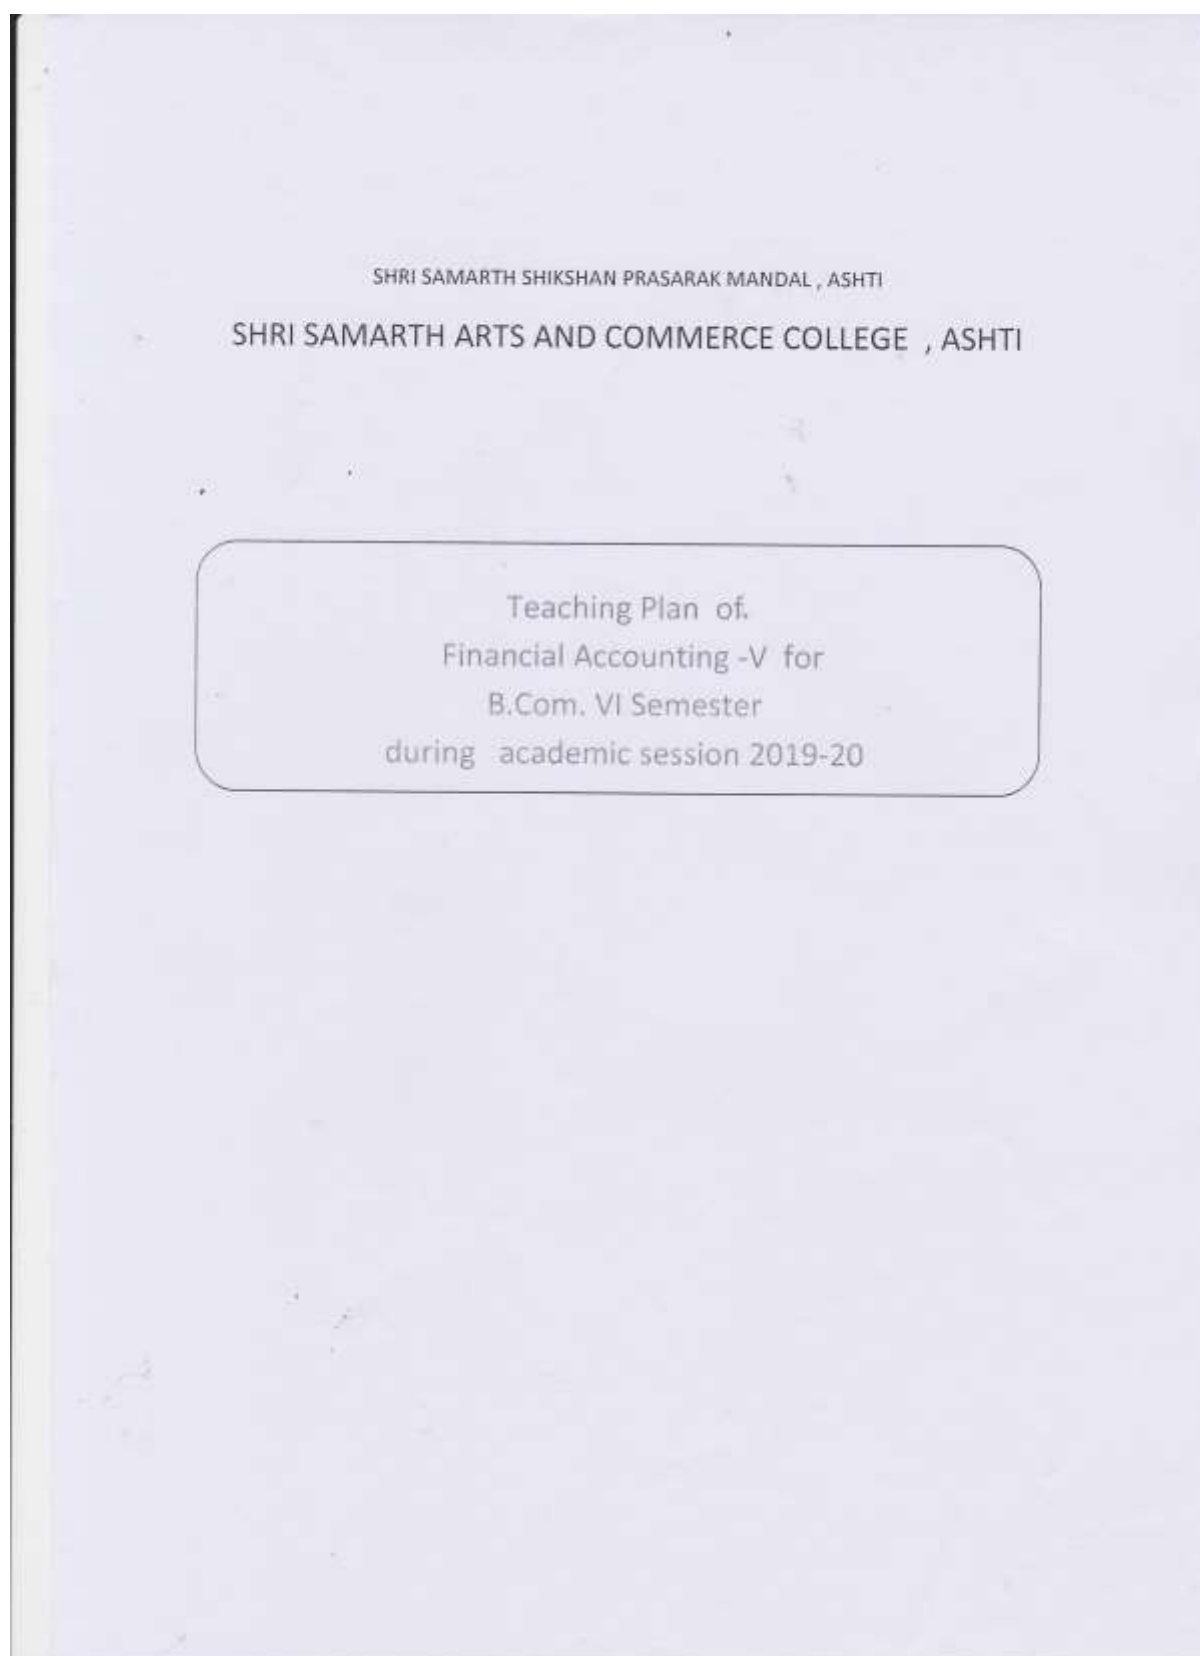 SHRI SAMARTH SHIKSHAN PRASARAK MANDAL , ASHTI
SHRI SAMARTH ARTS AND COMMERCE COLLEGE , ASHTI
Teaching Plan of.
Financial Accounting -V for
B.Com. VI Semester
during academic session 2019-20